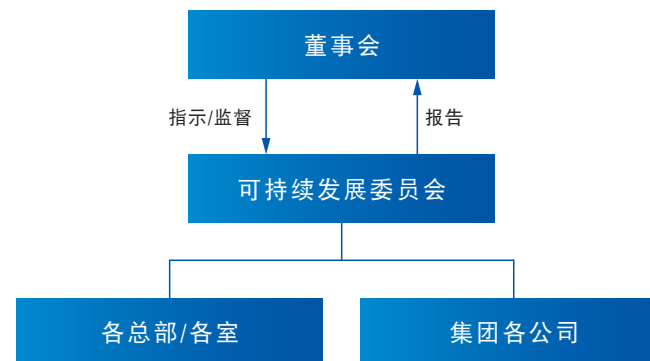 董事会
指示/监督
报告
可持续发展委员会
各总部/各室
集团各公司